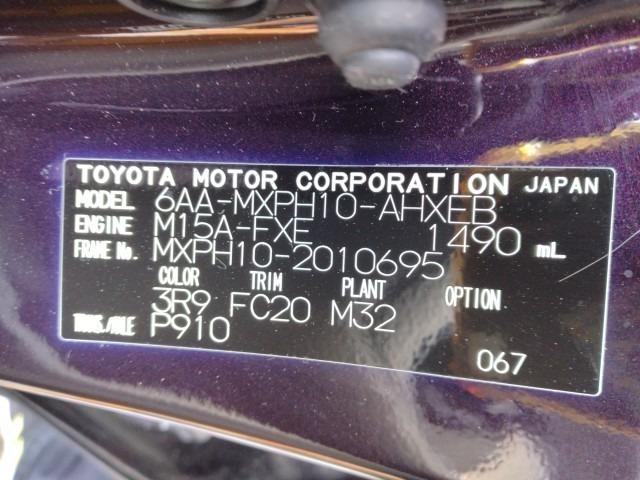 TOYOTA MOTOR CORPORATION JAPAN
MODEL 6AA-MXPH10-AHXEB
ENGINE M15A-FXE 1490 mL
FRAME No. MXPH10-2010695
COLOR TRIM PLANT OPTION
3R9 FC20 M32
TRANS./AXLE P910
067